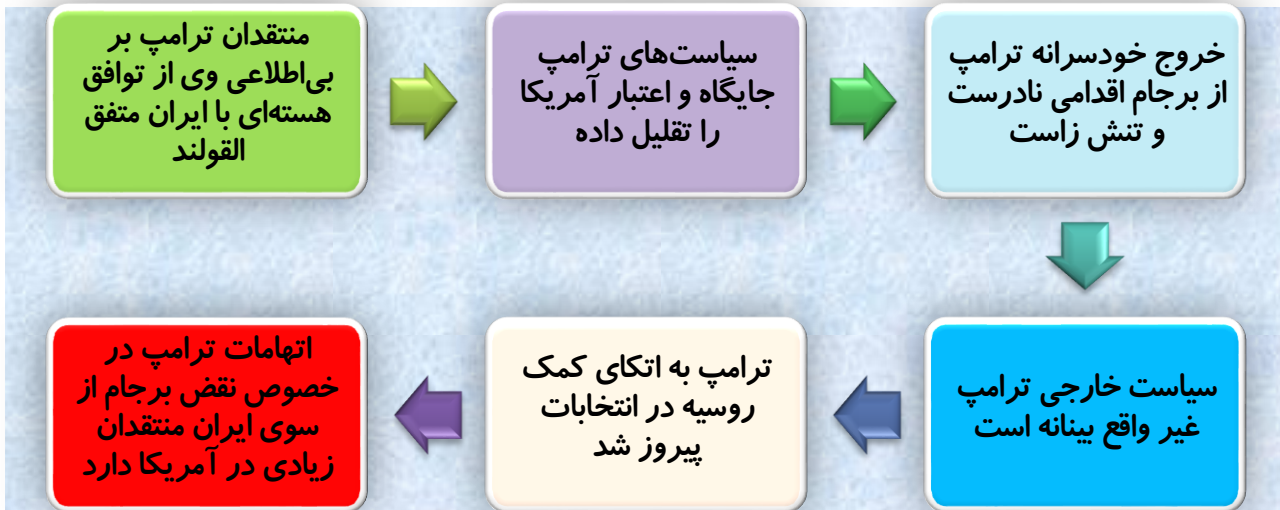 منتقدان ترامپ بر
بی‌اطلاعی وی از توافق
هسته‌ای با ایران متفق
القولند
سیاست‌های ترامپ
جایگاه و اعتبار آمریکا
را تقلیل داده
خروج خودسرانه ترامپ
از برجام اقدامی نادرست
و تنش زاست
سیاست خارجی ترامپ
غیر واقع بینانه است
ترامپ به اتکای کمک
روسیه در انتخابات
پیروز شد
اتهامات ترامپ در
خصوص نقض برجام از
سوی ایران منتقدان
زیادی در آمریکا دارد